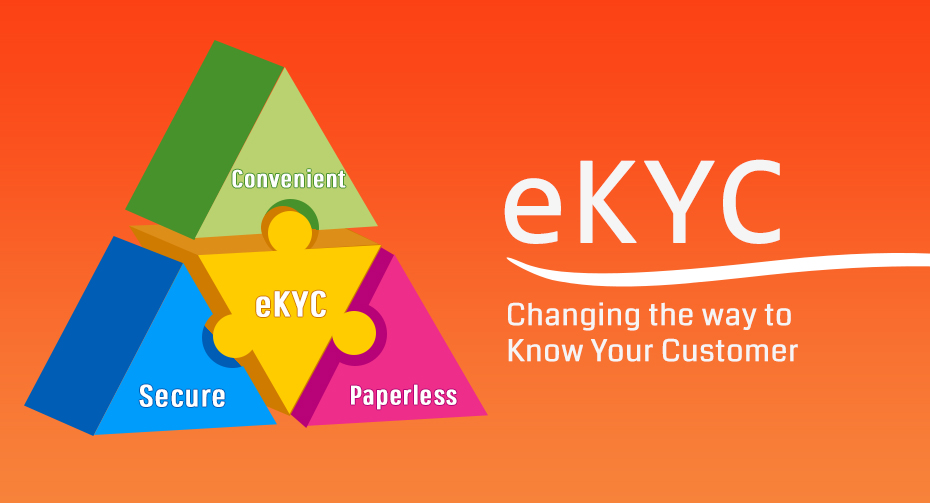 Convenient
eKYC
Secure
Paperless
eKYC
Changing the way to
Know Your Customer